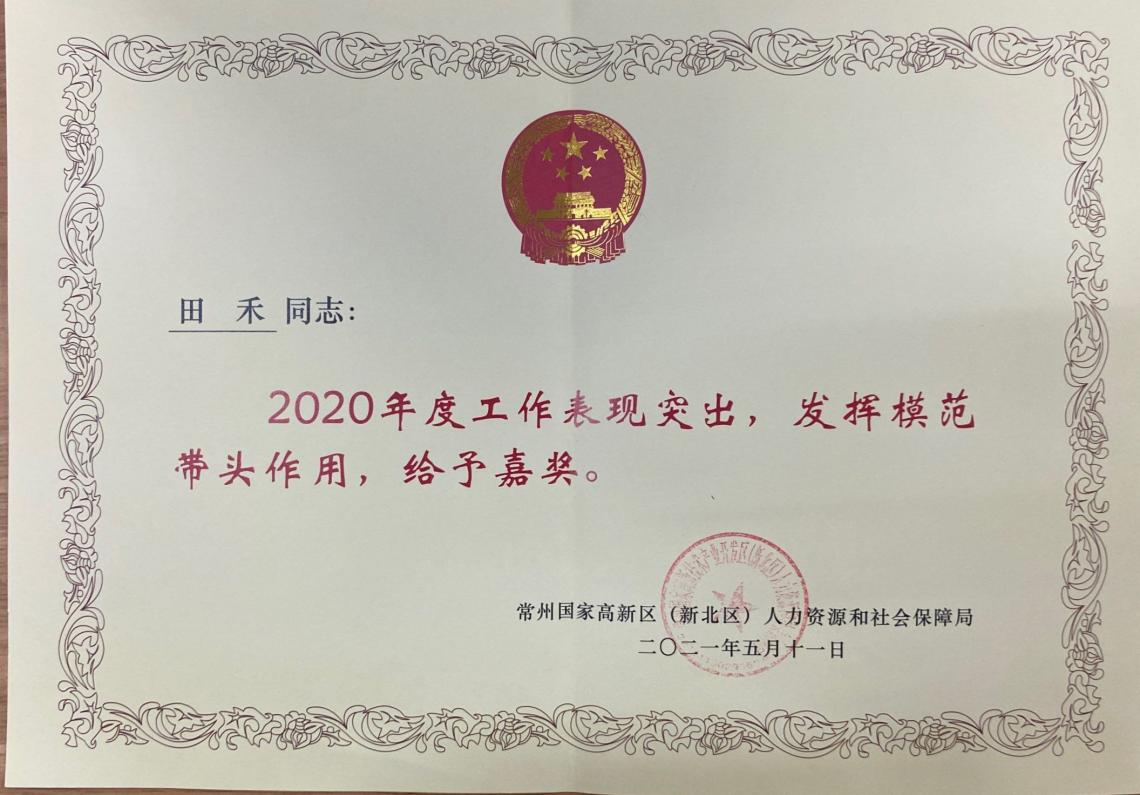 田 禾 同志：
2020年度工作表现突出，发挥模范
带头作用，给予嘉奖。
常州国家高新区（新北区）人力资源和社会保障局
二〇二一年五月十一日